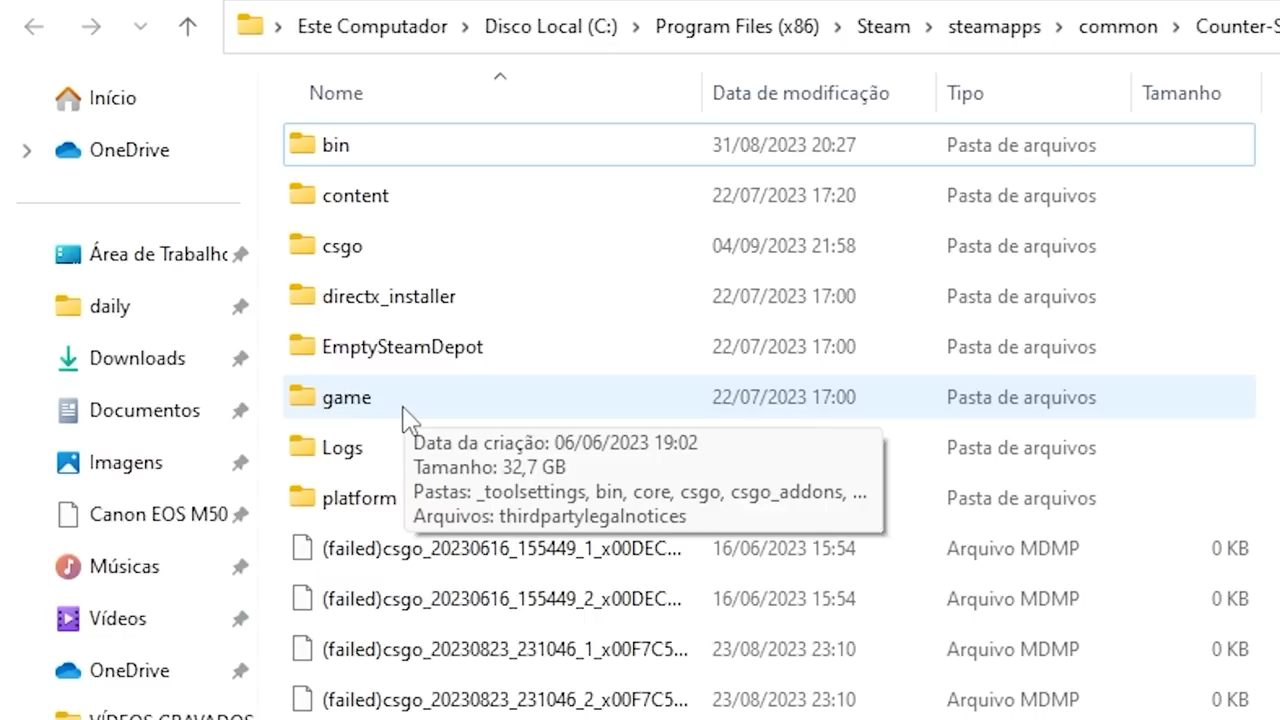 Este Computador > Disco Local (C:) > Program Files (x86) > Steam > steamapps > common > Counter-S
Nome Data de modificação Tipo Tamanho
Início
OneDrive
Área de Trabalho
daily
Downloads
Documentos
Imagens
Canon EOS M50
Músicas
Vídeos
OneDrive
VÍDEOS GRAVADOS
bin 31/08/2023 20:27 Pasta de arquivos
content 22/07/2023 17:20 Pasta de arquivos
csgo 04/09/2023 21:58 Pasta de arquivos
directx_installer 22/07/2023 17:00 Pasta de arquivos
EmptySteamDepot 22/07/2023 17:00 Pasta de arquivos
game 22/07/2023 17:00 Pasta de arquivos
Logs Pasta de arquivos
platform Pasta de arquivos
Data da criação: 06/06/2023 19:02
Tamanho: 32,7 GB
Pastas: _toolsettings, bin, core, csgo, csgo_addons, ...
Arquivos: thirdpartylegalnotices
(failed)csgo_20230616_155449_1_x00DEC... 16/06/2023 15:54 Arquivo MDMP 0 KB
(failed)csgo_20230616_155449_2_x00DEC... 16/06/2023 15:54 Arquivo MDMP 0 KB
(failed)csgo_20230823_231046_1_x00F7C5... 23/08/2023 23:10 Arquivo MDMP 0 KB
(failed)csgo_20230823_231046_2_x00F7C5... 23/08/2023 23:10 Arquivo MDMP 0 KB